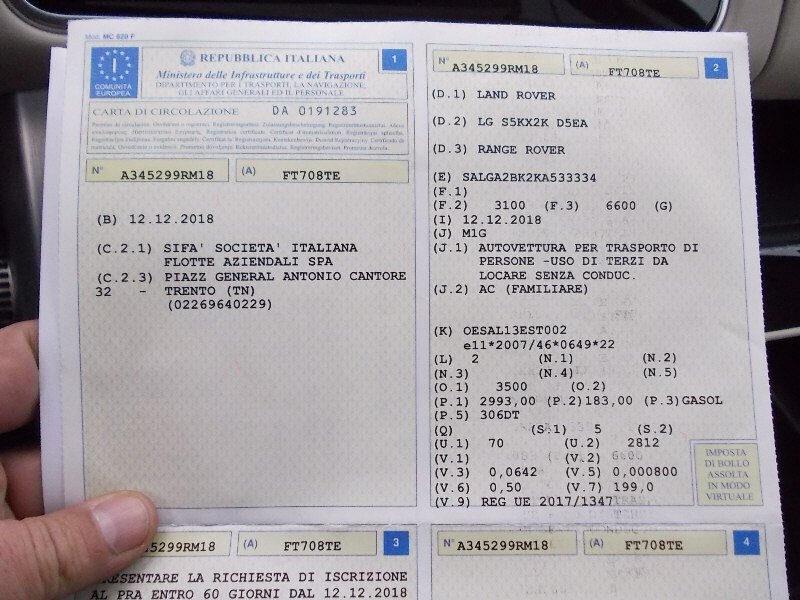 Mod. MC 820 F
COMUNITÀ
EUROPEA
REPUBBLICA ITALIANA
Ministero delle Infrastrutture e dei Trasporti
DIPARTIMENTO PER I TRASPORTI, LA NAVIGAZIONE,
GLI AFFARI GENERALI ED IL PERSONALE
1
CARTA DI CIRCOLAZIONE DA 0191283
N° A345299RM18 (A) FT708TE
(B) 12.12.2018
(C.2.1) SIFA' SOCIETA' ITALIANA
FLOTTE AZIENDALI SPA
(C.2.3) PIAZZ GENERAL ANTONIO CANTORE
32 - TRENTO (TN)
(02269640229)
N° A345299RM18 (A) FT708TE 2
(D.1) LAND ROVER
(D.2) LG S5KX2K D5EA
(D.3) RANGE ROVER
(E) SALGA2BK2KA533334
(F.1)
(F.2) 3100 (F.3) 6600 (G)
(I) 12.12.2018
(J) M1G
(J.1) AUTOVETTURA PER TRASPORTO DI
PERSONE -USO DI TERZI DA
LOCARE SENZA CONDUC.
(J.2) AC (FAMILIARE)
(K) OESAL13EST002
e11*2007/46*0649*22
(L) 2 (N.1) (N.2)
(N.3) (N.4) (N.5)
(O.1) 3500 (O.2)
(P.1) 2993,00 (P.2)183,00 (P.3)GASOL
(P.5) 306DT
(Q) (S.1) 5 (S.2)
(U.1) 70 (U.2) 2812
(V.1) (V.2)
(V.3) 0,0642 (V.5) 0,000800
(V.6) 0,50 (V.7) 199,0
(V.9) REG UE 2017/1347
IMPOSTA
DI BOLLO
ASSOLTA
IN MODO
VIRTUALE
5299RM18 (A) FT708TE 3
RESENTARE LA RICHIESTA DI ISCRIZIONE
AL PRA ENTRO 60 GIORNI DAL 12.12.2018
N° A345299RM18 (A) FT708TE 4